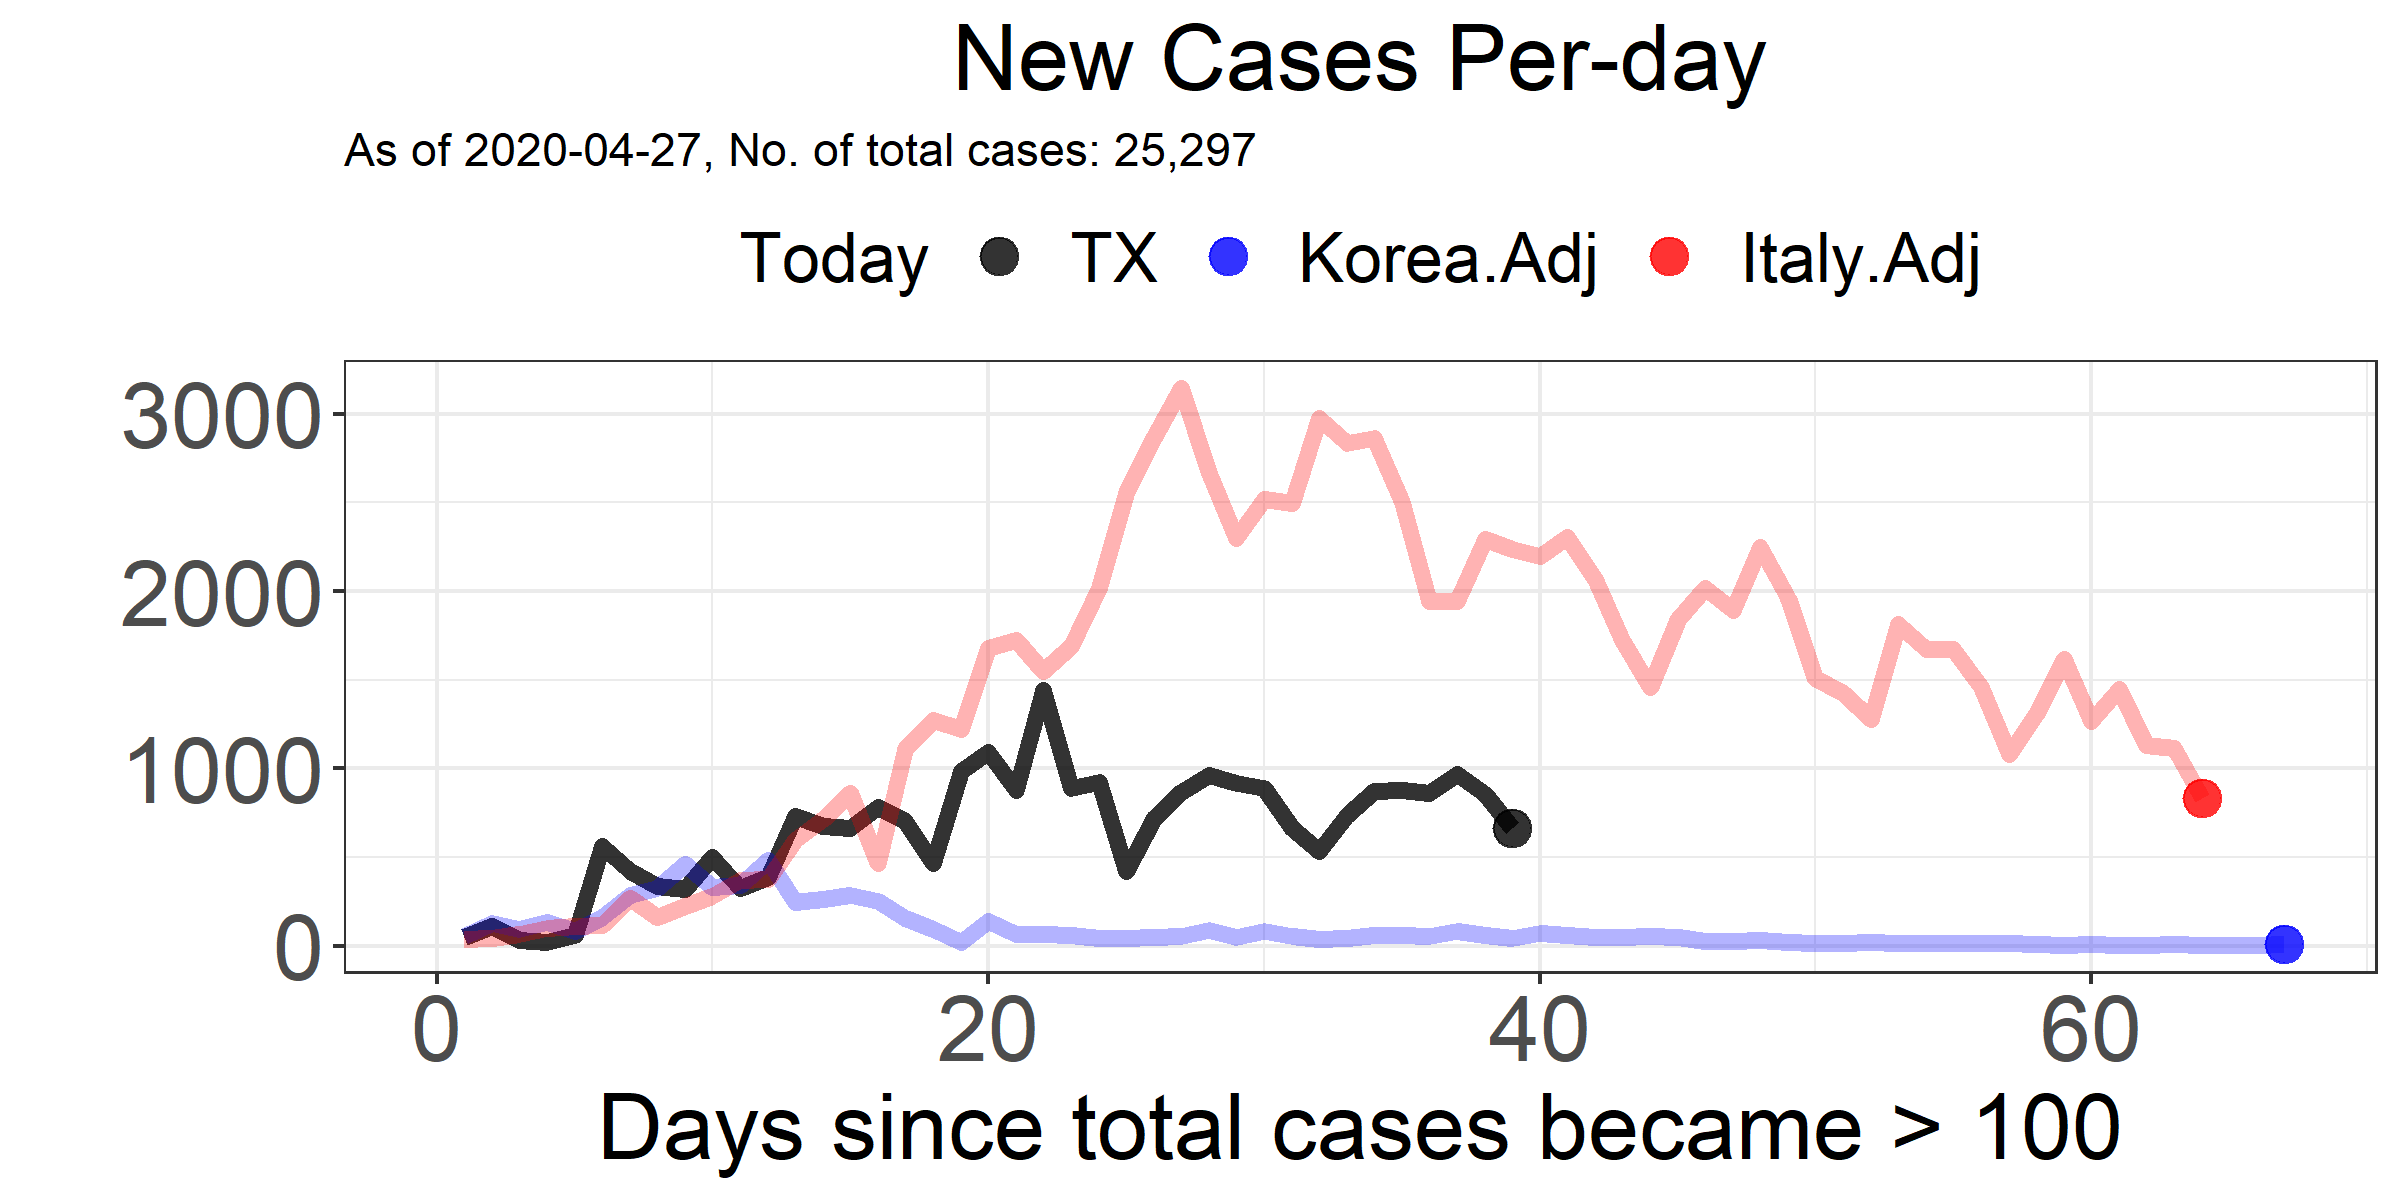 New Cases Per-day
As of 2020-04-27, No. of total cases: 25,297
Today TX Korea.Adj Italy.Adj
3000
2000
1000
0
0 20 40 60
Days since total cases became > 100